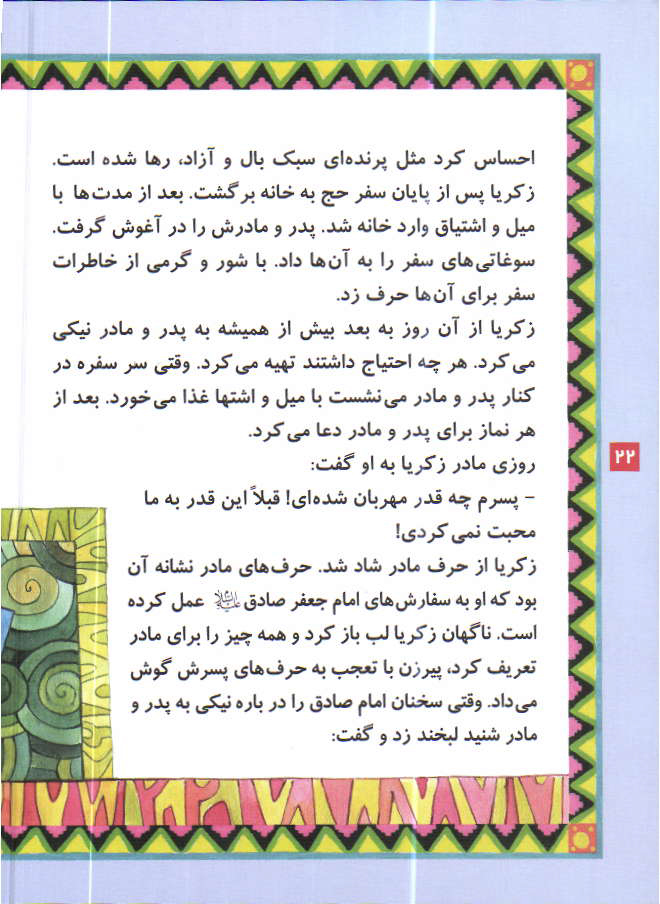 احساس کرد مثل پرنده‌ای سبک بال و آزاد، رها شده است.
زکریا پس از پایان سفر حج به خانه برگشت. بعد از مدت‌ها با
میل و اشتیاق وارد خانه شد. پدر و مادرش را در آغوش گرفت.
سوغاتی‌های سفر را به آن‌ها داد. با شور و گرمی از خاطرات
سفر برای آن‌ها حرف زد.
زکریا از آن روز به بعد بیش از همیشه به پدر و مادر نیکی
می‌کرد. هر چه احتیاج داشتند تهیه می‌کرد. وقتی سر سفره در
کنار پدر و مادر می‌نشست با میل و اشتها غذا می‌خورد. بعد از
هر نماز برای پدر و مادر دعا می‌کرد.
۲۲
روزی مادر زکریا به او گفت:
- پسرم چه قدر مهربان شده‌ای! قبلاً این قدر به ما
محبت نمی‌کردی!
زکریا از حرف مادر شاد شد. حرف‌های مادر نشانه آن
بود که او به سفارش‌های امام جعفر صادق علیه‌السلام عمل کرده
است. ناگهان زکریا لب باز کرد و همه چیز را برای مادر
تعریف کرد، پیرزن با تعجب به حرف‌های پسرش گوش
می‌داد. وقتی سخنان امام صادق را در باره نیکی به پدر و
مادر شنید لبخند زد و گفت: